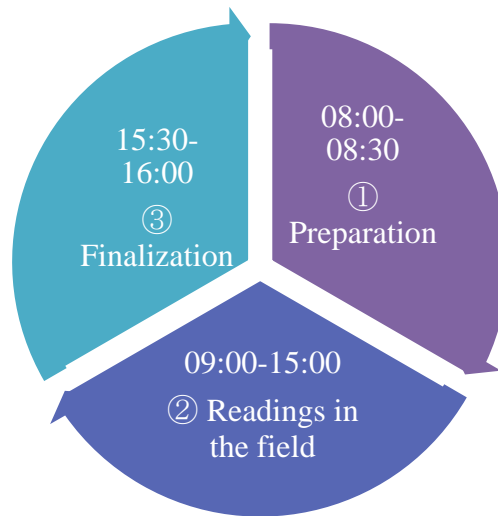 08:00-
08:30
①
Preparation
09:00-15:00
② Readings in
the field
15:30-
16:00
③
Finalization